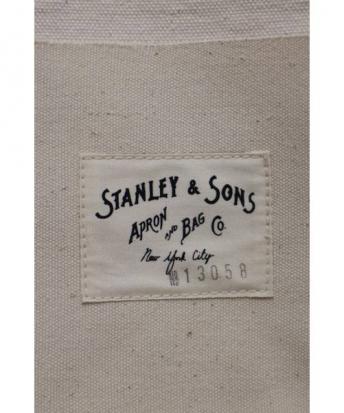 STANLEY & SONS
APRON AND BAG CO.
New York City
13058